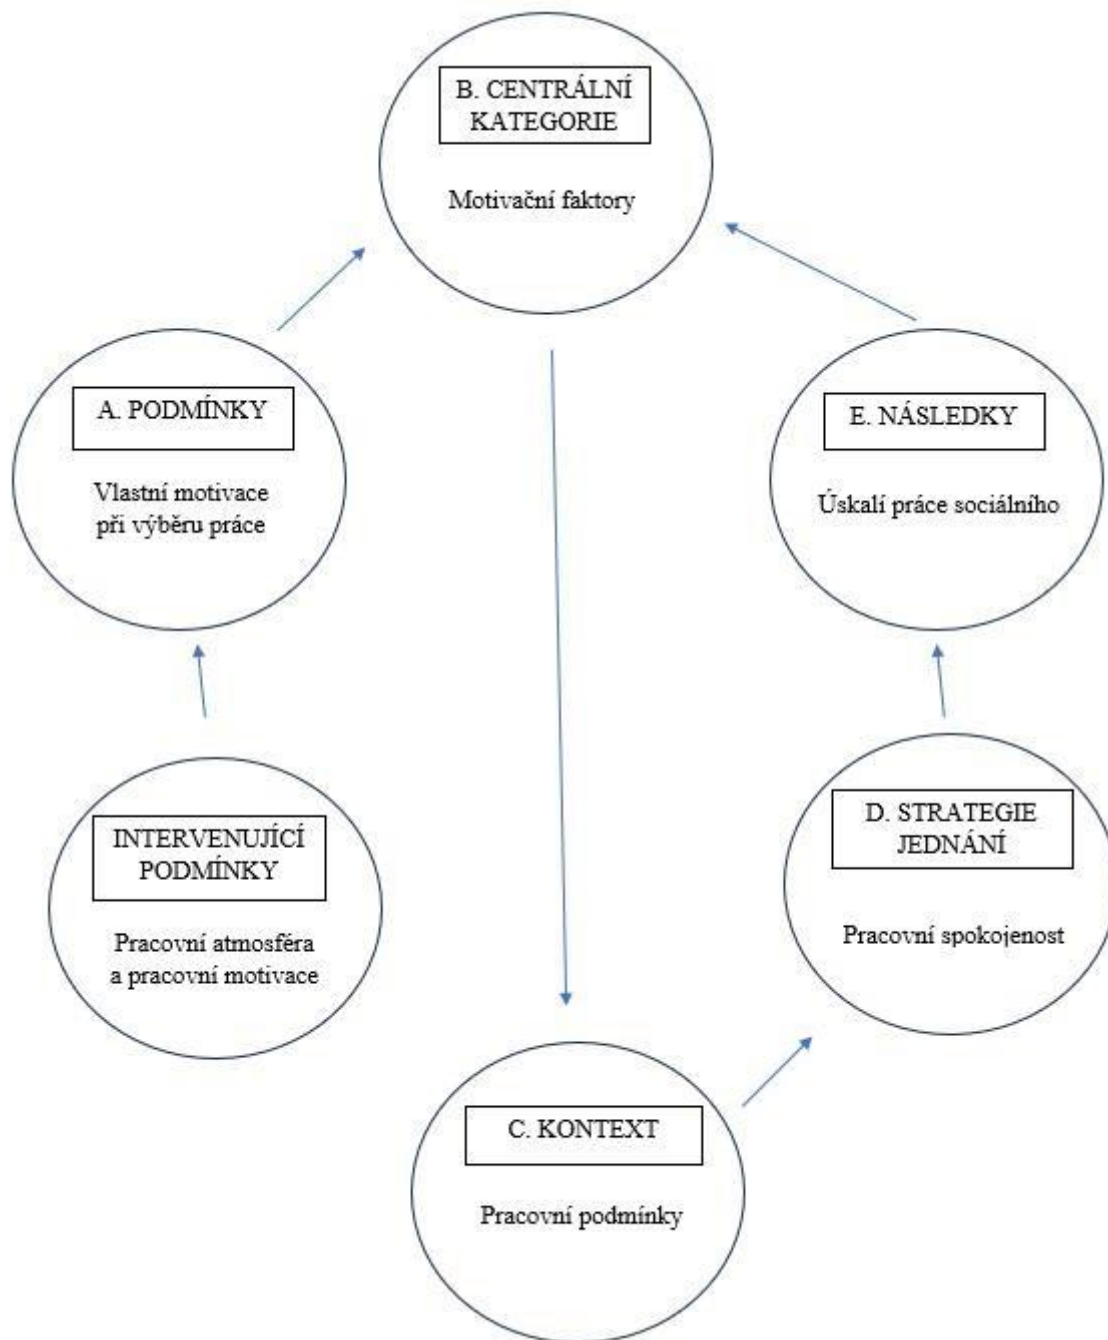 B. CENTRÁLNÍ
KATEGORIE
Motivační faktory
A. PODMÍNKY
Vlastní motivace
při výběru práce
E. NÁSLEDKY
Úskalí práce sociálního
INTERVENUJÍCÍ
PODMÍNKY
Pracovní atmosféra
a pracovní motivace
D. STRATEGIE
JEDNÁNÍ
Pracovní spokojenost
C. KONTEXT
Pracovní podmínky